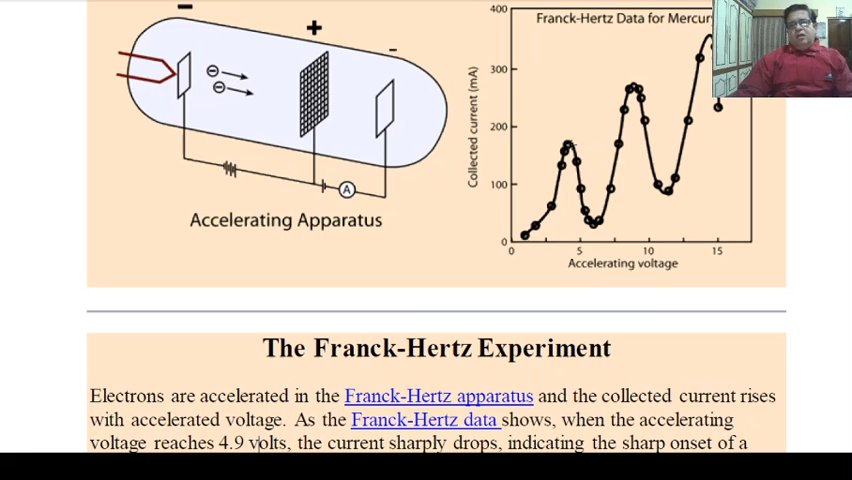 −
+
-
A
Accelerating Apparatus
Franck-Hertz Data for Mercury
400
300
200
100
0
Collected current (mA)
0 5 10 15
Accelerating voltage
The Franck-Hertz Experiment
Electrons are accelerated in the Franck-Hertz apparatus and the collected current rises
with accelerated voltage. As the Franck-Hertz data shows, when the accelerating
voltage reaches 4.9 volts, the current sharply drops, indicating the sharp onset of a